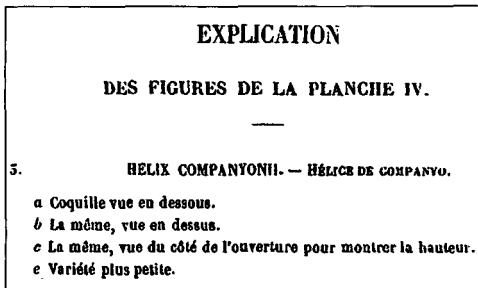 EXPLICATION
DES FIGURES DE LA PLANCHE IV.
5. HELIX COMPANYONII. — HÉLICE DE COMPANYO.
a Coquille vue en dessous.
b La même, vue en dessus.
c La même, vue du côté de l'ouverture pour montrer la hauteur.
e Variété plus petite.